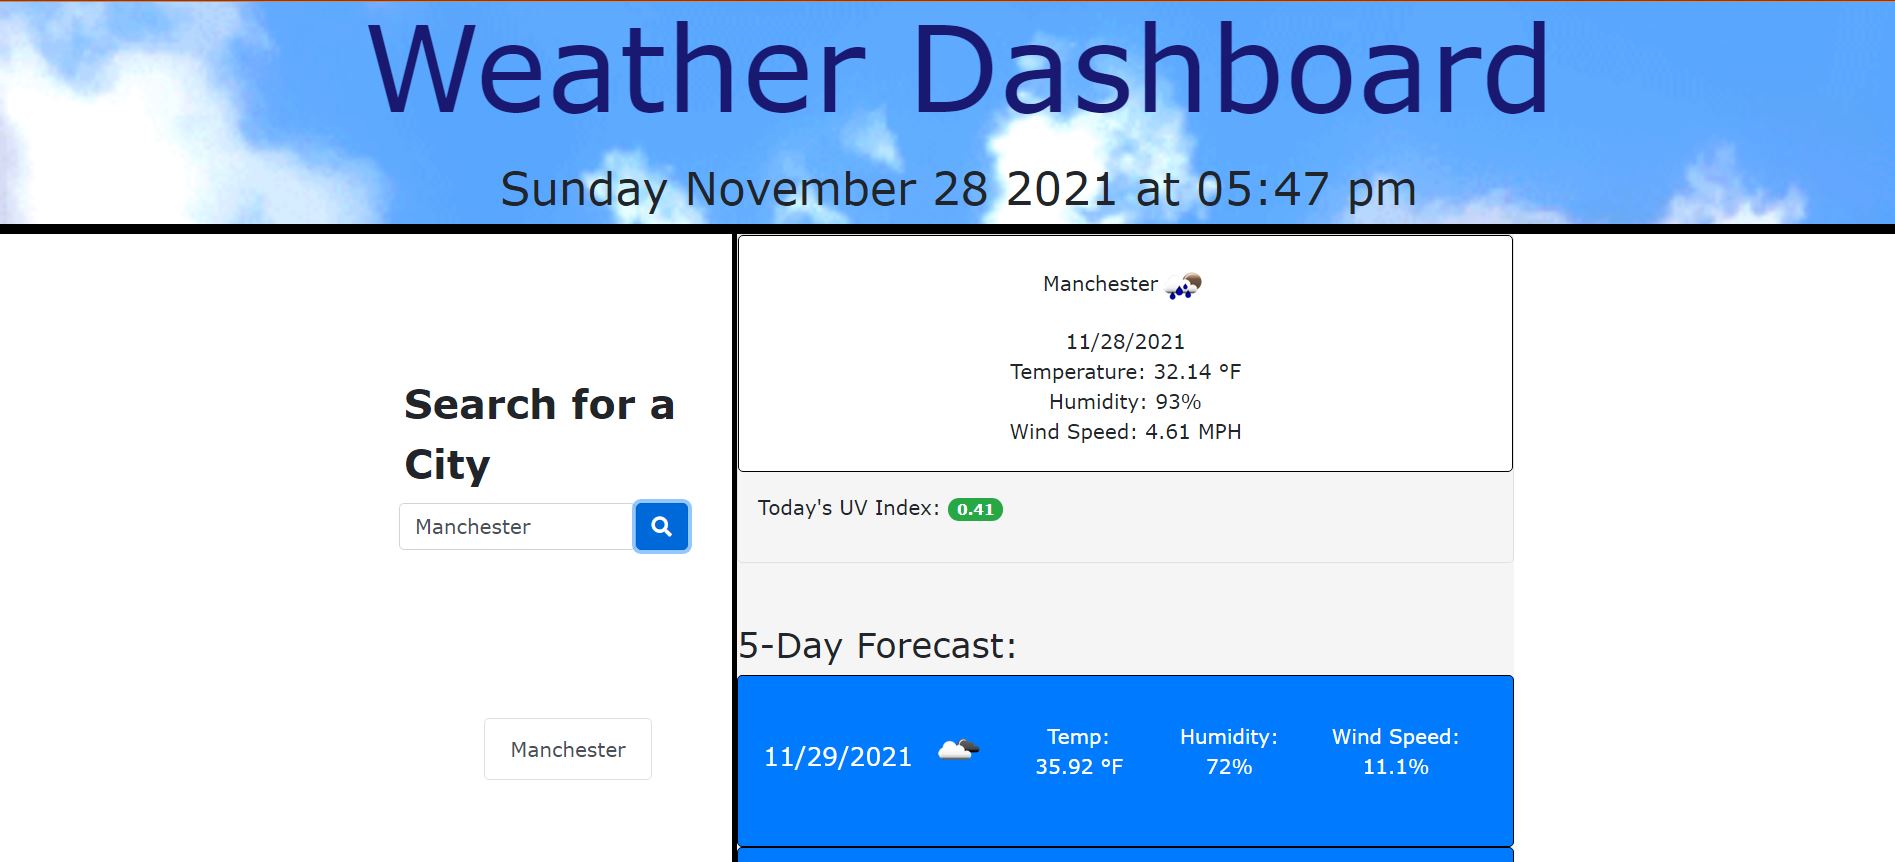 Weather Dashboard
Sunday November 28 2021 at 05:47 pm
Search for a
City
Manchester
Manchester
Manchester
11/28/2021
Temperature: 32.14 °F
Humidity: 93%
Wind Speed: 4.61 MPH
Today's UV Index: 0.41
5-Day Forecast:
11/29/2021
Temp:
35.92 °F
Humidity:
72%
Wind Speed:
11.1%